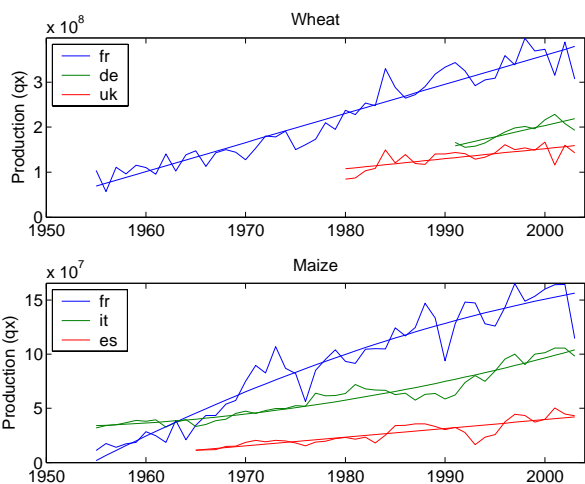 Wheat
x 10^8
fr
de
uk
Production (qx)
3
2
1
0
1950 1960 1970 1980 1990 2000
Maize
x 10^7
fr
it
es
Production (qx)
15
10
5
0
1950 1960 1970 1980 1990 2000